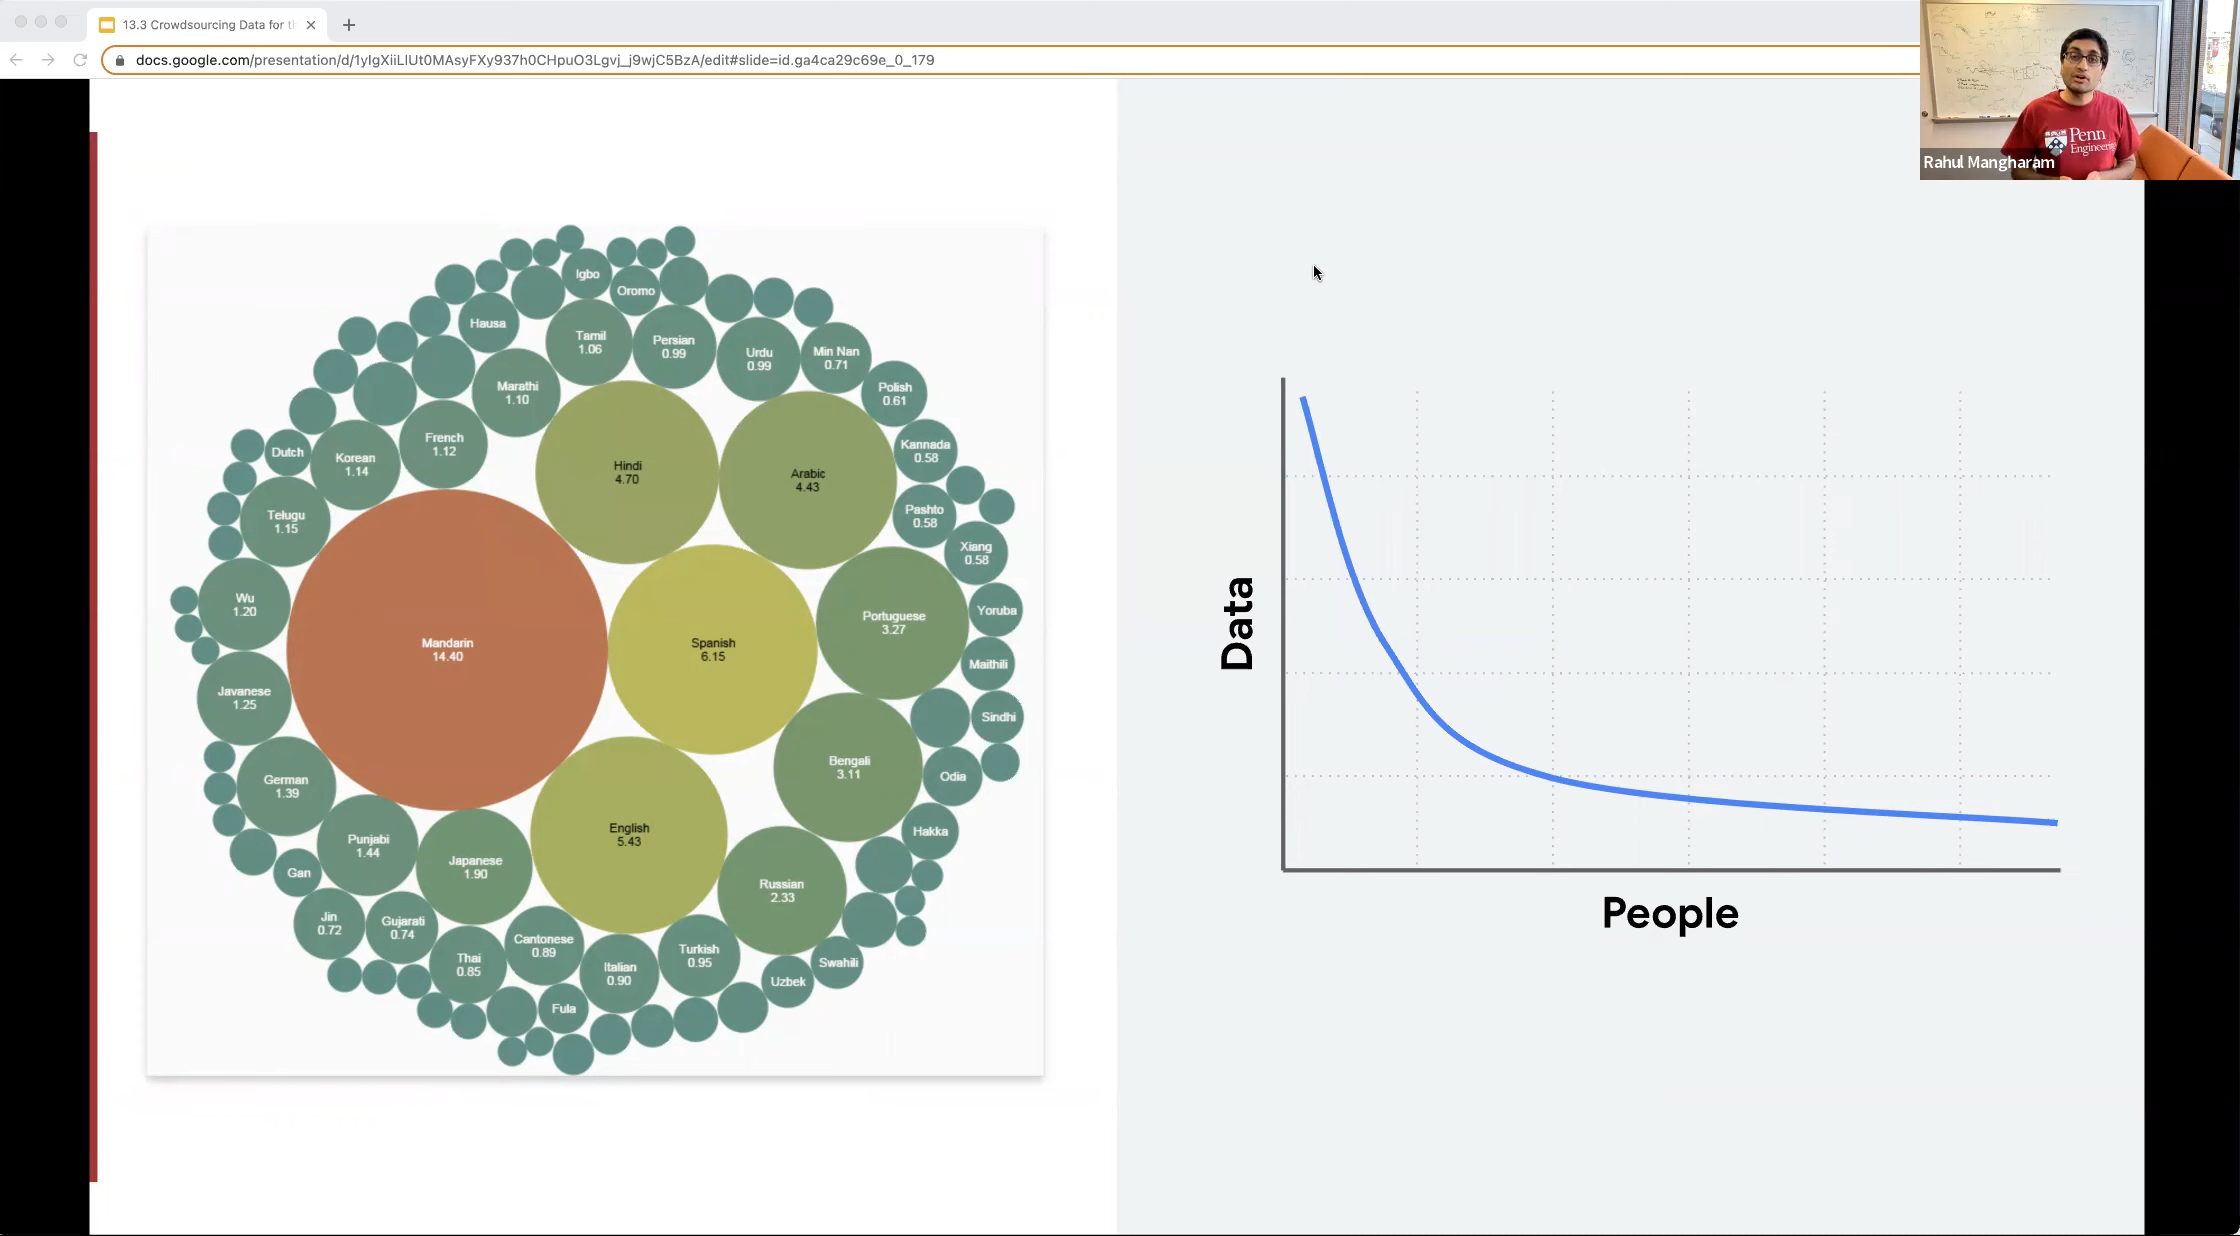 13.3 Crowdsourcing Data for th
docs.google.com/presentation/d/1yIgXiiLIUt0MAsyFXy937h0CHpuO3Lgvj_j9wjC5BzA/edit#slide=id.ga4ca29c69e_0_179
Penn
Engineering
Rahul Mangharam
Igbo
Oromo
Hausa
Tamil
1.06
Persian
0.99
Urdu
0.99
Min Nan
0.71
Marathi
1.10
Polish
0.61
French
1.12
Dutch
Korean
1.14
Hindi
4.70
Arabic
4.43
Kannada
0.58
Telugu
1.15
Pashto
0.58
Xiang
0.58
Wu
1.20
Mandarin
14.40
Spanish
6.15
Portuguese
3.27
Yoruba
Maithili
Javanese
1.25
Sindhi
German
1.39
Bengali
3.11
Odia
Punjabi
1.44
English
5.43
Hakka
Japanese
1.90
Gan
Russian
2.33
Jin
0.72
Gujarati
0.74
Cantonese
0.89
Thai
0.85
Italian
0.90
Turkish
0.95
Swahili
Uzbek
Fula
Data
People